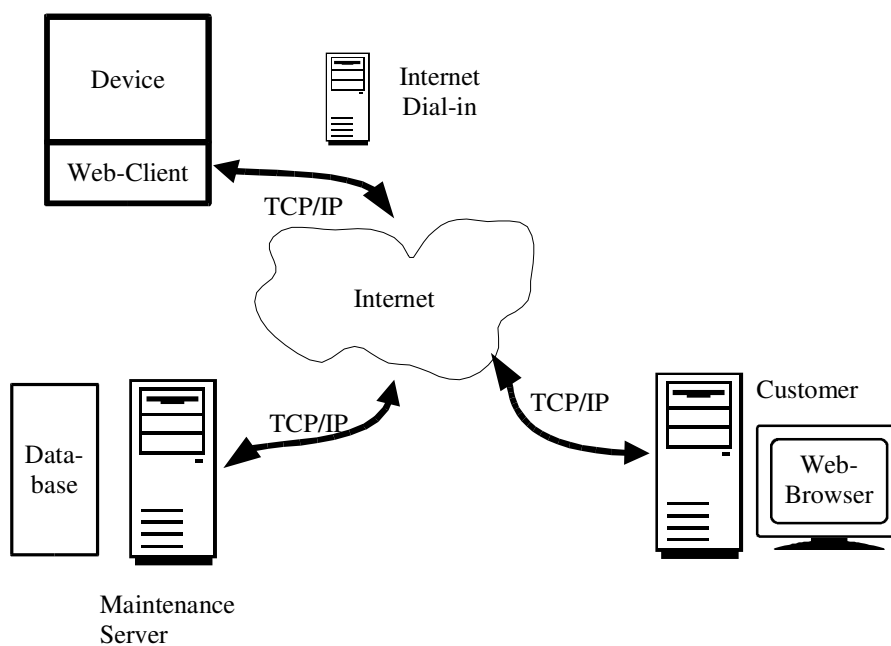 Device
Web-Client
Internet
Dial-in
TCP/IP
Internet
TCP/IP
TCP/IP
Customer
Data-
base
Web-
Browser
Maintenance
Server